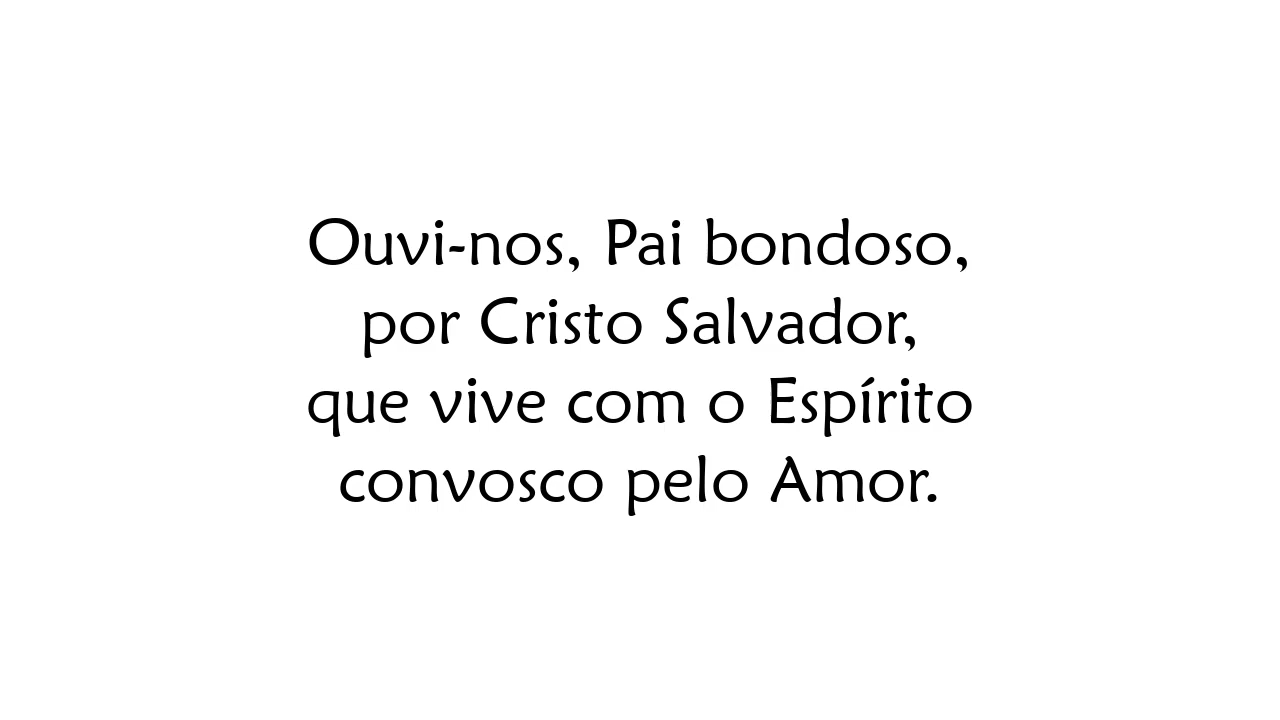 Ouvi-nos, Pai bondoso,
por Cristo Salvador,
que vive com o Espírito
convosco pelo Amor.